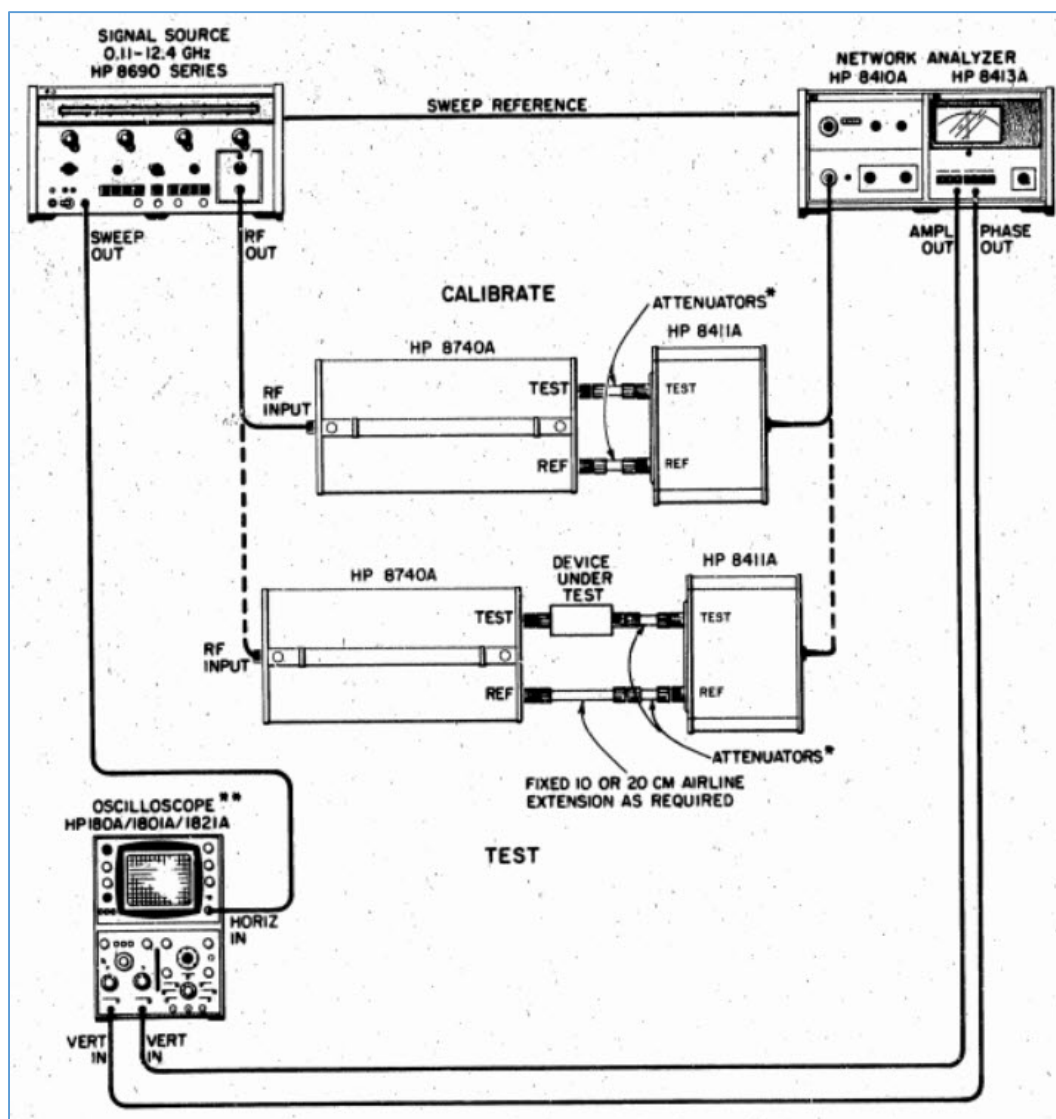 SIGNAL SOURCE
0.11-12.4 GHz
HP 8690 SERIES
NETWORK ANALYZER
HP 8410A HP 8413A
SWEEP REFERENCE
SWEEP
OUT
RF
OUT
AMPL
OUT
PHASE
OUT
CALIBRATE
ATTENUATORS*
HP 8411A
HP 8740A
RF
INPUT
TEST
TEST
REF
REF
DEVICE
UNDER
TEST
HP 8411A
HP 8740A
TEST
TEST
RF
INPUT
REF
REF
ATTENUATORS*
FIXED 10 OR 20 CM AIRLINE
EXTENSION AS REQUIRED
OSCILLOSCOPE**
HP180A/1801A/1821A
TEST
HORIZ
IN
VERT
IN
VERT
IN